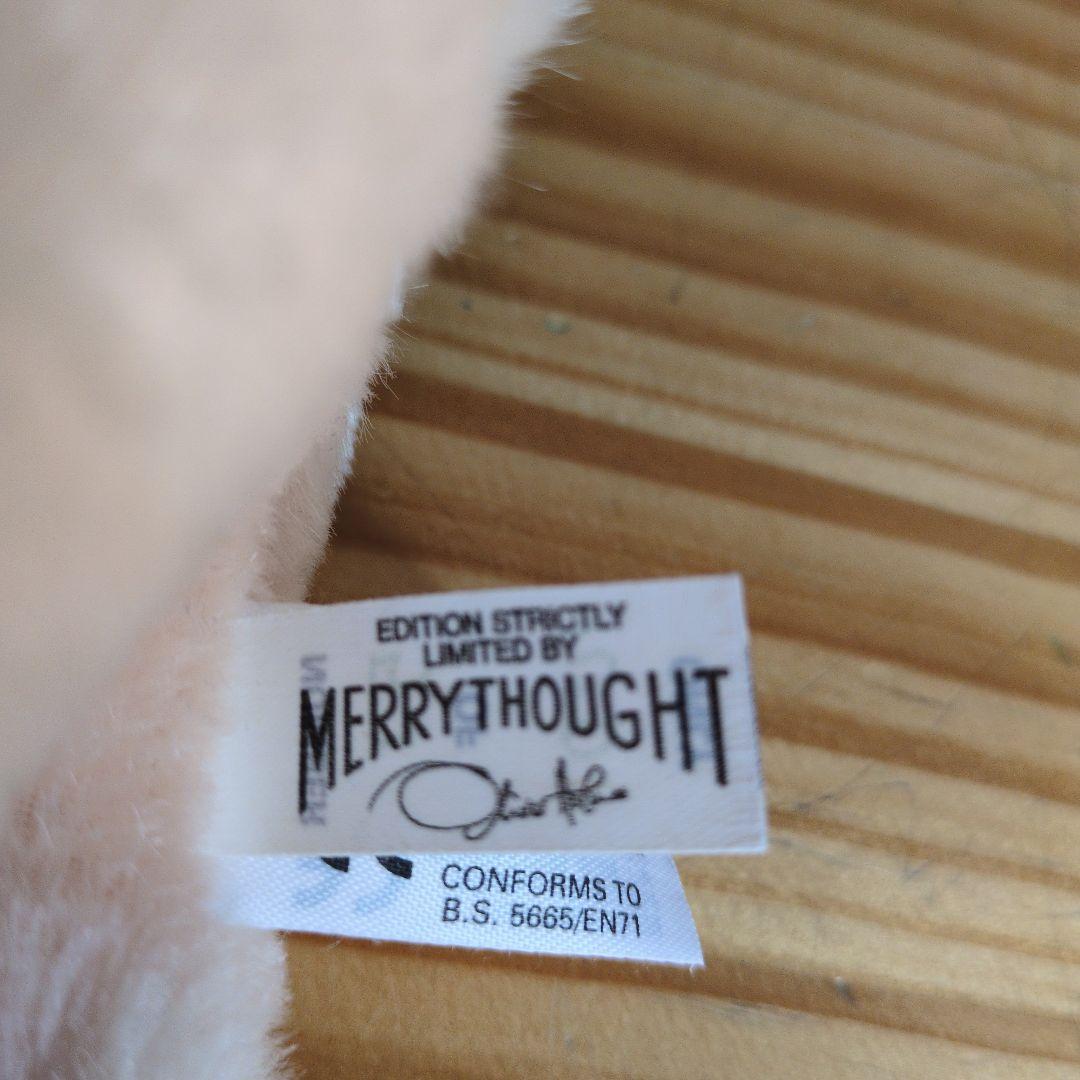 EDITION STRICTLY
LIMITED BY
MERRYTHOUGHT
CONFORMS TO
B.S. 5665/EN71